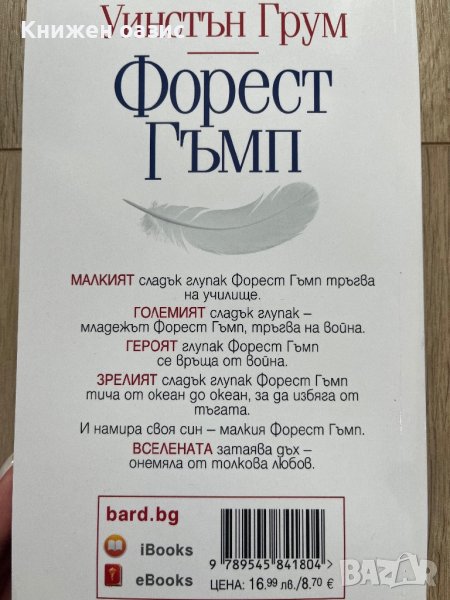 Книжен оазис
Уинстън Грум
Форест
Гъмп
МАЛКИЯТ сладък глупак Форест Гъмп тръгва
на училище.
ГОЛЕМИЯТ сладък глупак –
младежът Форест Гъмп, тръгва на война.
ГЕРОЯТ глупак Форест Гъмп
се връща от война.
ЗРЕЛИЯТ сладък глупак Форест Гъмп
тича от океан до океан, за да избяга от
тъгата.
И намира своя син – малкия Форест Гъмп.
ВСЕЛЕНАТА затаява дъх –
онемяла от толкова любов.
bard.bg
iBooks
eBooks
9 789545 841804 >
ЦЕНА: 16.99 лв./8.70 €
BAZAR